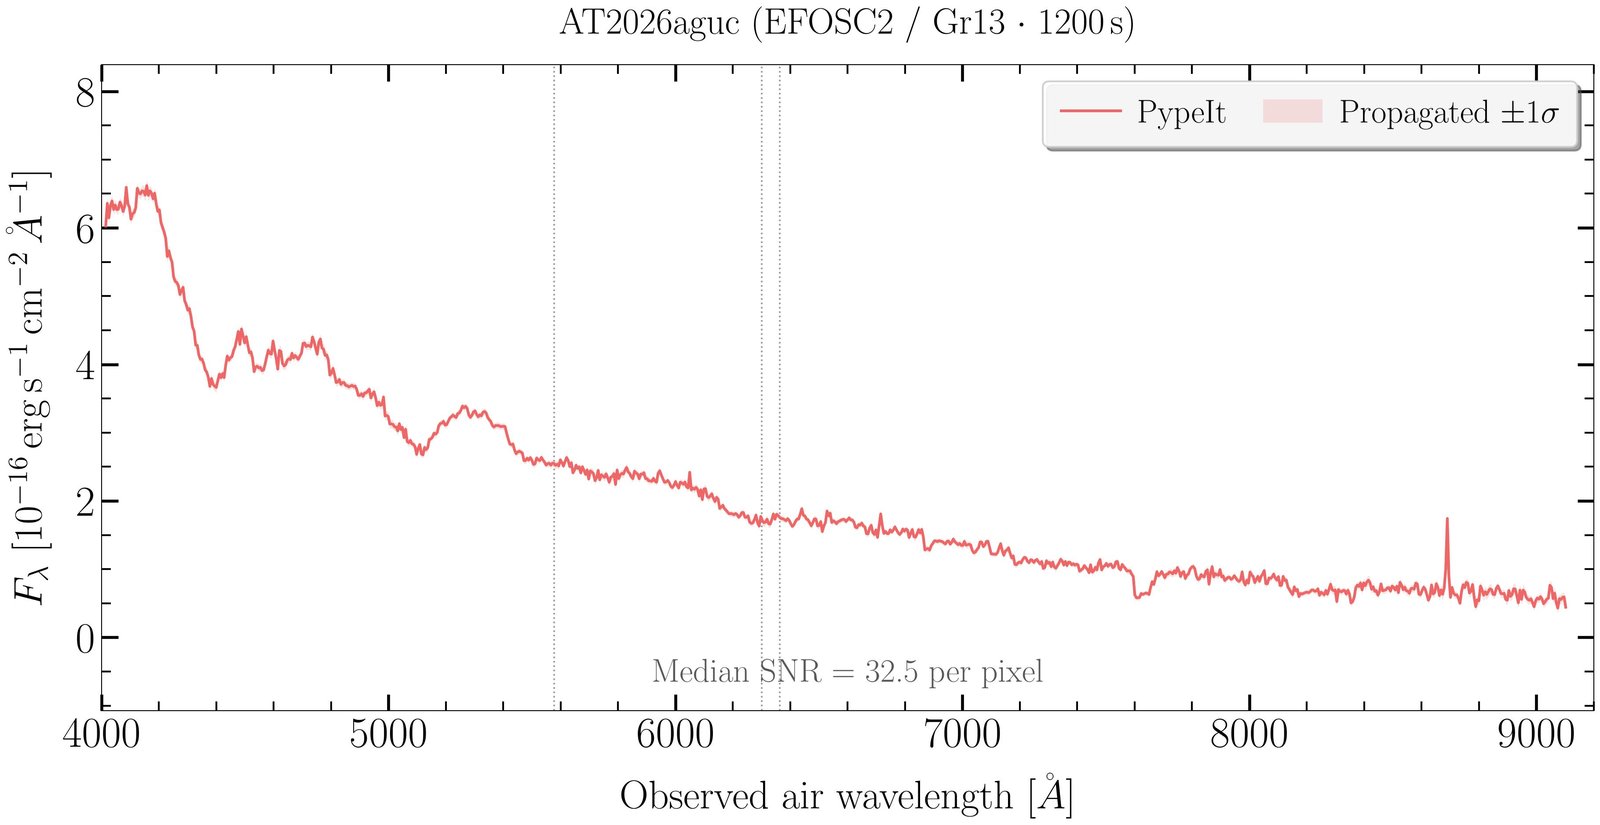 AT2026aguc (EFOSC2 / Gr13 · 1200 s)
PypeIt
Propagated ±1σ
8
6
4
2
0
Fλ [10⁻¹⁶ erg s⁻¹ cm⁻² Å⁻¹]
Median SNR = 32.5 per pixel
4000 5000 6000 7000 8000 9000
Observed air wavelength [Å]